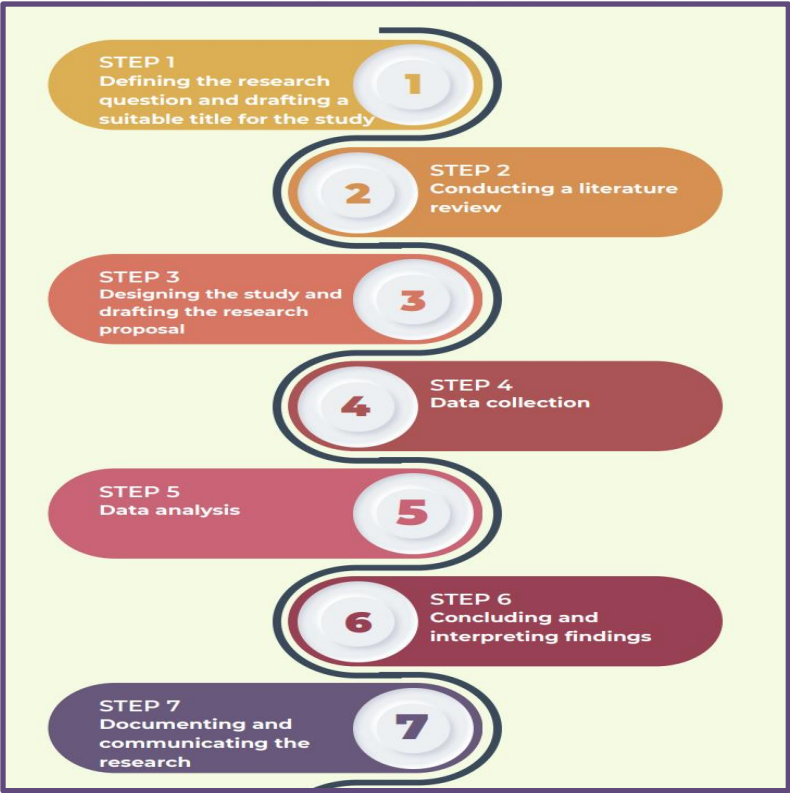 STEP 1
Defining the research
question and drafting a
suitable title for the study
1
2
STEP 2
Conducting a literature
review
STEP 3
Designing the study and
drafting the research
proposal
3
4
STEP 4
Data collection
STEP 5
Data analysis
5
6
STEP 6
Concluding and
interpreting findings
STEP 7
Documenting and
communicating the
research
7